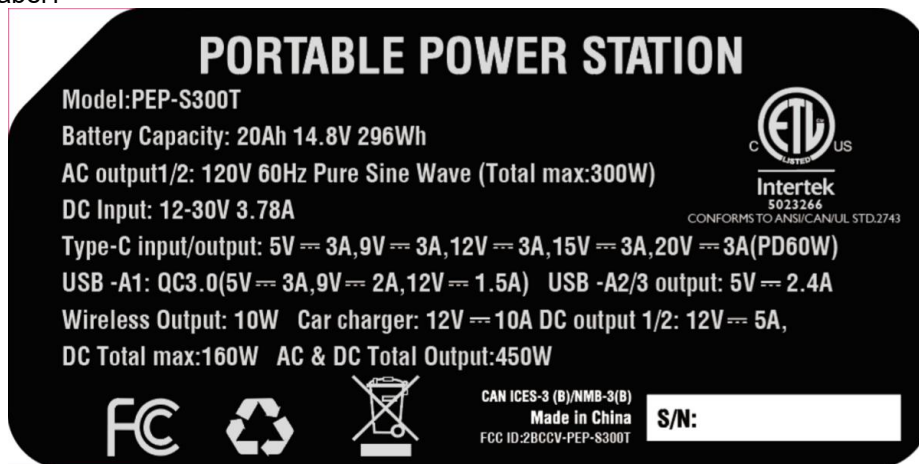 PORTABLE POWER STATION
Model:PEP-S300T
Battery Capacity: 20Ah 14.8V 296Wh
AC output1/2: 120V 60Hz Pure Sine Wave (Total max:300W)
DC Input: 12-30V 3.78A
Type-C input/output: 5V⎓3A,9V⎓3A,12V⎓3A,15V⎓3A,20V⎓3A(PD60W)
USB -A1: QC3.0(5V⎓3A,9V⎓2A,12V⎓1.5A) USB -A2/3 output: 5V⎓2.4A
Wireless Output: 10W Car charger: 12V⎓10A DC output 1/2: 12V⎓5A,
DC Total max:160W AC & DC Total Output:450W
C ETL CM US
LISTED
Intertek
5023266
CONFORMS TO ANSI/CAN/UL STD.2743
FC
CAN ICES-3 (B)/NMB-3(B)
Made in China
FCC ID:2BCCV-PEP-S300T
S/N: